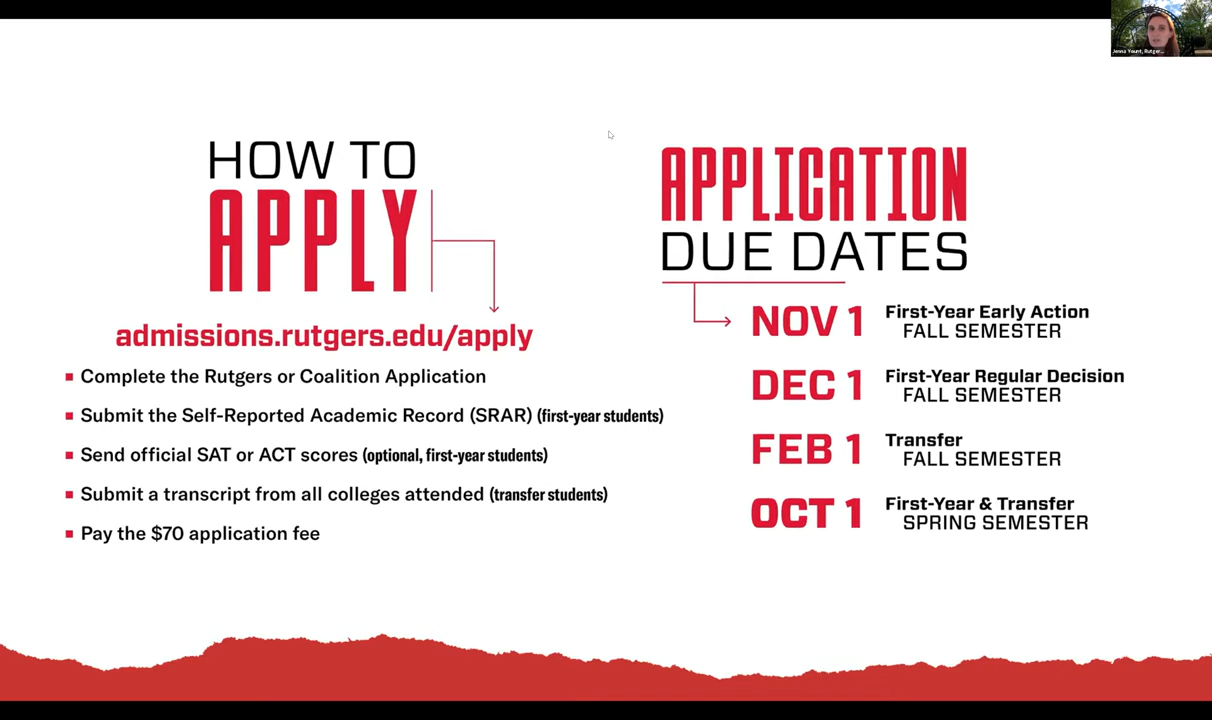 Jenna Yount, Rutger...
HOW TO
APPLY
admissions.rutgers.edu/apply
Complete the Rutgers or Coalition Application
Submit the Self-Reported Academic Record (SRAR) (first-year students)
Send official SAT or ACT scores (optional, first-year students)
Submit a transcript from all colleges attended (transfer students)
Pay the $70 application fee
APPLICATION
DUE DATES
NOV 1 First-Year Early Action
FALL SEMESTER
DEC 1 First-Year Regular Decision
FALL SEMESTER
FEB 1 Transfer
FALL SEMESTER
OCT 1 First-Year & Transfer
SPRING SEMESTER